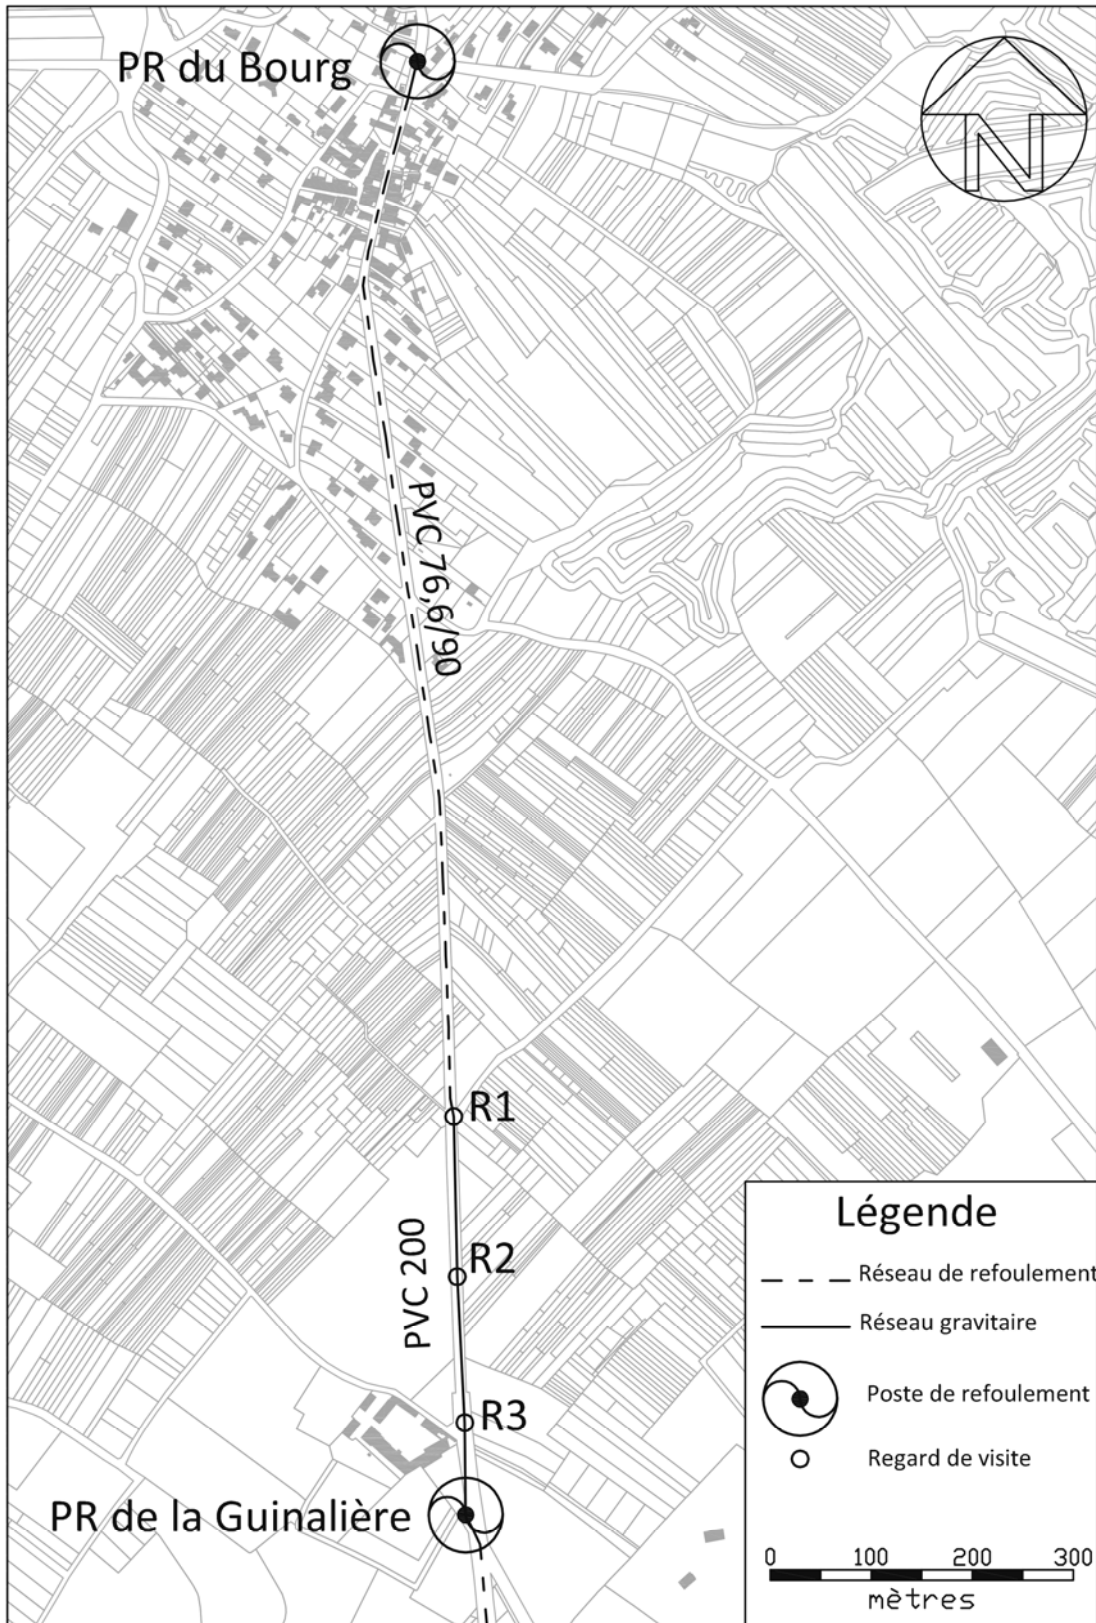 PR du Bourg
N
PVC 76,6/90
R1
R2
PVC 200
R3
PR de la Guinalière
Légende
Réseau de refoulement
Réseau gravitaire
Poste de refoulement
Regard de visite
0 100 200 300
mètres